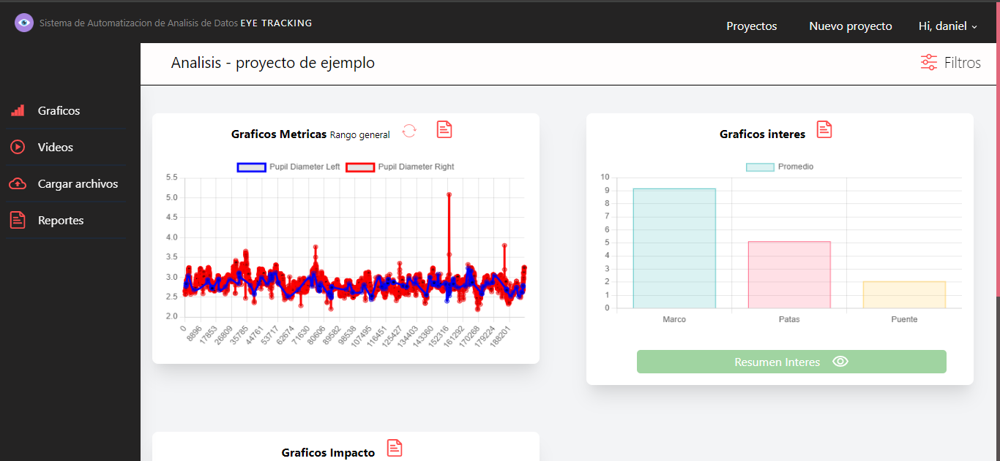 Sistema de Automatizacion de Analisis de Datos EYE TRACKING
Proyectos
Nuevo proyecto
Hi, daniel
Analisis - proyecto de ejemplo
Filtros
Graficos
Videos
Cargar archivos
Reportes
Graficos Metricas Rango general
Pupil Diameter Left
Pupil Diameter Right
5.5
5.0
4.5
4.0
3.5
3.0
2.5
2.0
0
8896
17853
26809
35785
44761
53717
62674
71630
80606
89582
98538
107495
116451
125427
134403
143360
152316
161292
170268
179224
188201
Graficos interes
Promedio
10
9
8
7
6
5
4
3
2
1
0
Marco
Patas
Puente
Resumen Interes
Graficos Impacto